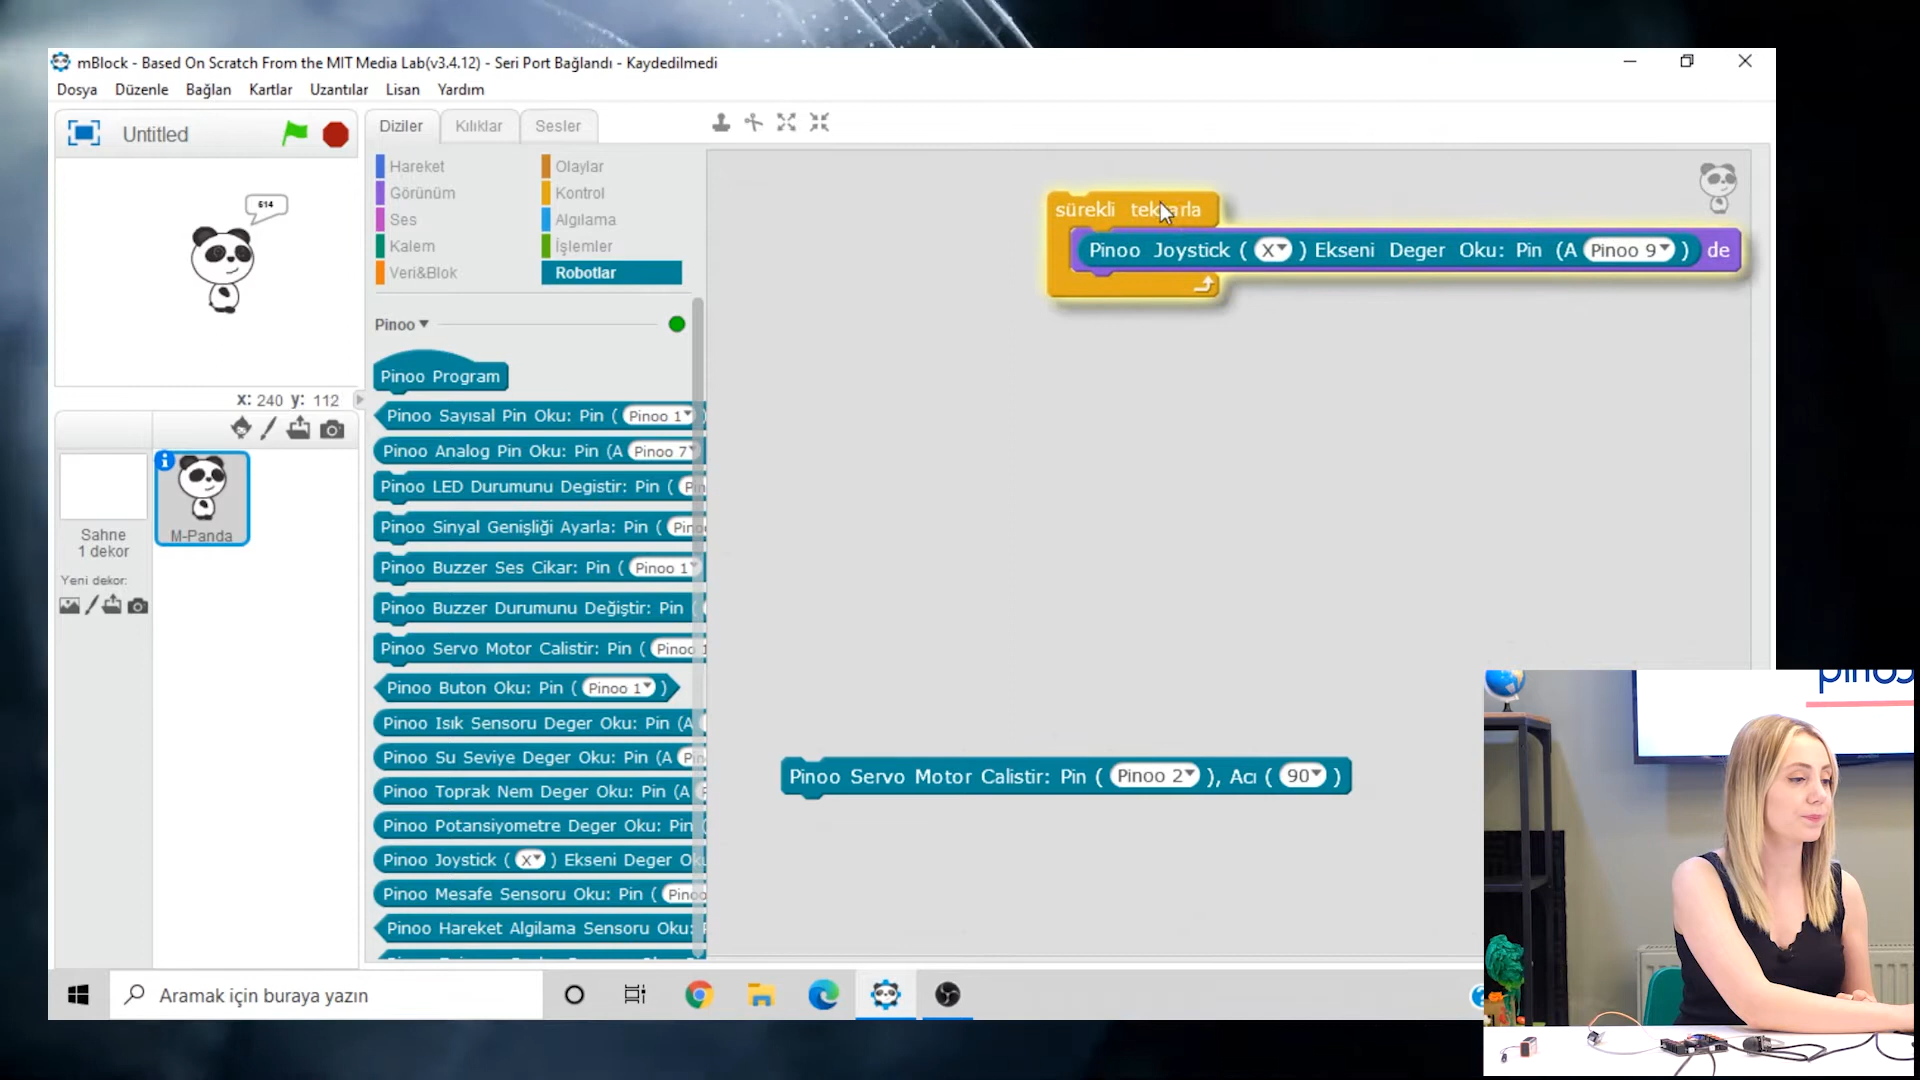 mBlock - Based On Scratch From the MIT Media Lab(v3.4.12) - Seri Port Bağlandı - Kaydedilmedi
Dosya Düzenle Bağlan Kartlar Uzantılar Lisan Yardım
Untitled
614
x: 240 y: 112
Sahne
1 dekor
Yeni dekor:
M-Panda
Diziler Kılıklar Sesler
Hareket Olaylar
Görünüm Kontrol
Ses Algılama
Kalem İşlemler
Veri&Blok Robotlar
Pinoo
Pinoo Program
Pinoo Sayısal Pin Oku: Pin ( Pinoo 1 )
Pinoo Analog Pin Oku: Pin (A Pinoo 7
Pinoo LED Durumunu Degistir: Pin (
Pinoo Sinyal Genişliği Ayarla: Pin (
Pinoo Buzzer Ses Cikar: Pin ( Pinoo 1
Pinoo Buzzer Durumunu Değiştir: Pin
Pinoo Servo Motor Calistir: Pin ( Pinoo
Pinoo Buton Oku: Pin ( Pinoo 1 )
Pinoo Isık Sensoru Deger Oku: Pin (A
Pinoo Su Seviye Deger Oku: Pin (A
Pinoo Toprak Nem Deger Oku: Pin (A
Pinoo Potansiyometre Deger Oku: Pin
Pinoo Joystick ( X ) Ekseni Deger
Pinoo Mesafe Sensoru Oku: Pin (
Pinoo Hareket Algilama Sensoru Oku:
sürekli tekrarla
Pinoo Joystick ( X ) Ekseni Deger Oku: Pin (A Pinoo 9 ) de
Pinoo Servo Motor Calistir: Pin ( Pinoo 2 ), Acı ( 90 )
Aramak için buraya yazın